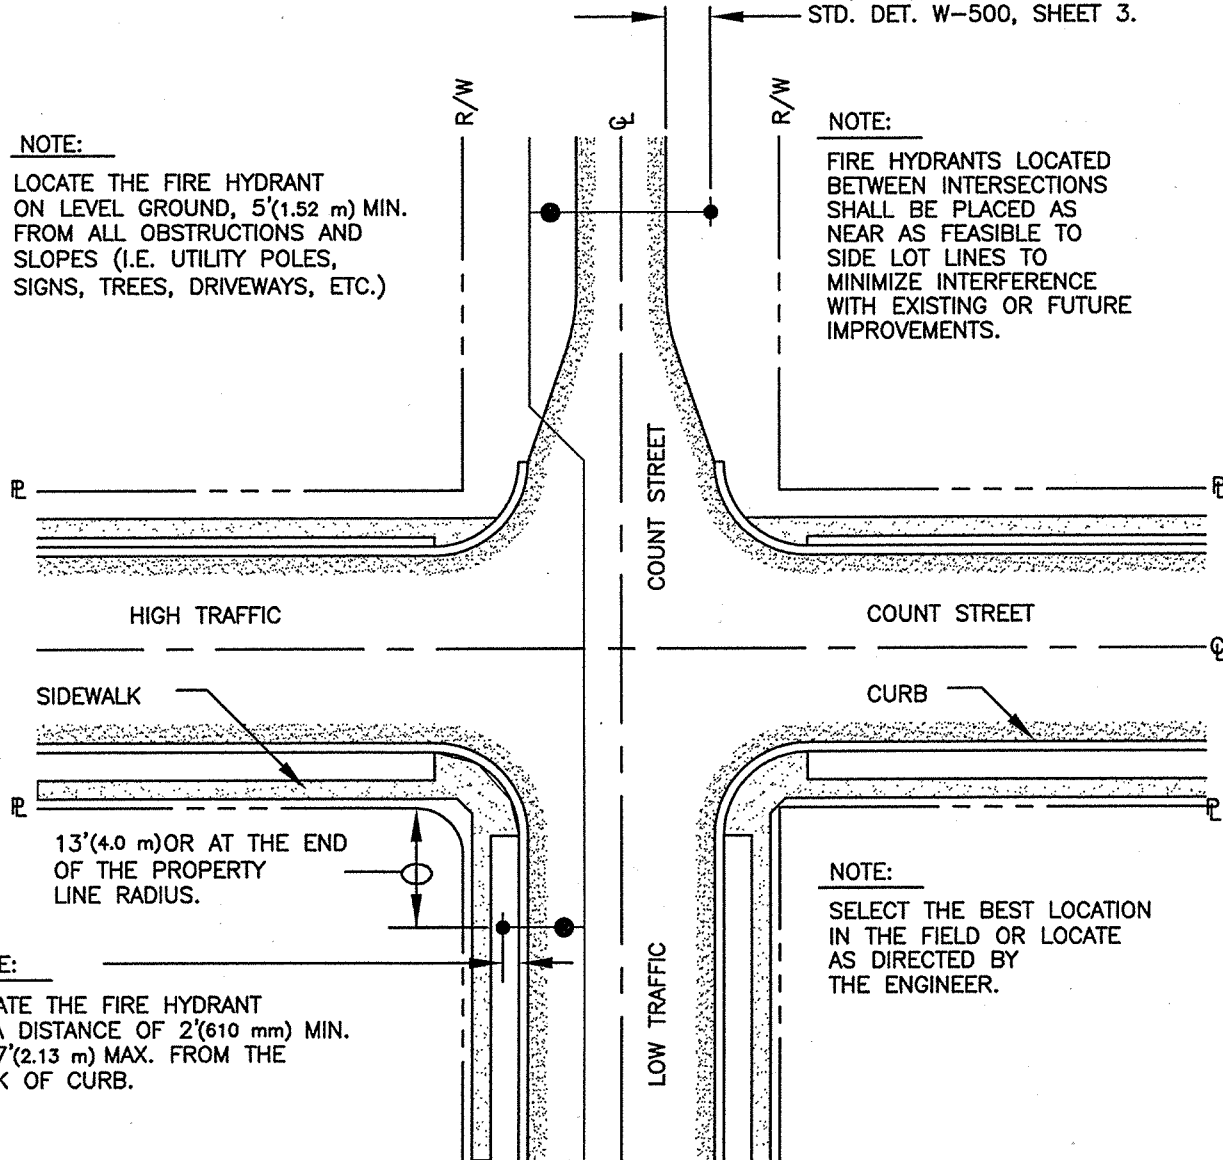 STD. DET. W-500, SHEET 3.
R/W
R/W
NOTE:
LOCATE THE FIRE HYDRANT
ON LEVEL GROUND, 5'(1.52 m) MIN.
FROM ALL OBSTRUCTIONS AND
SLOPES (I.E. UTILITY POLES,
SIGNS, TREES, DRIVEWAYS, ETC.)
NOTE:
FIRE HYDRANTS LOCATED
BETWEEN INTERSECTIONS
SHALL BE PLACED AS
NEAR AS FEASIBLE TO
SIDE LOT LINES TO
MINIMIZE INTERFERENCE
WITH EXISTING OR FUTURE
IMPROVEMENTS.
COUNT STREET
HIGH TRAFFIC
COUNT STREET
SIDEWALK
CURB
13'(4.0 m)OR AT THE END
OF THE PROPERTY
LINE RADIUS.
NOTE:
SELECT THE BEST LOCATION
IN THE FIELD OR LOCATE
AS DIRECTED BY
THE ENGINEER.
LOW TRAFFIC
E:
ATE THE FIRE HYDRANT
A DISTANCE OF 2'(610 mm) MIN.
7'(2.13 m) MAX. FROM THE
K OF CURB.